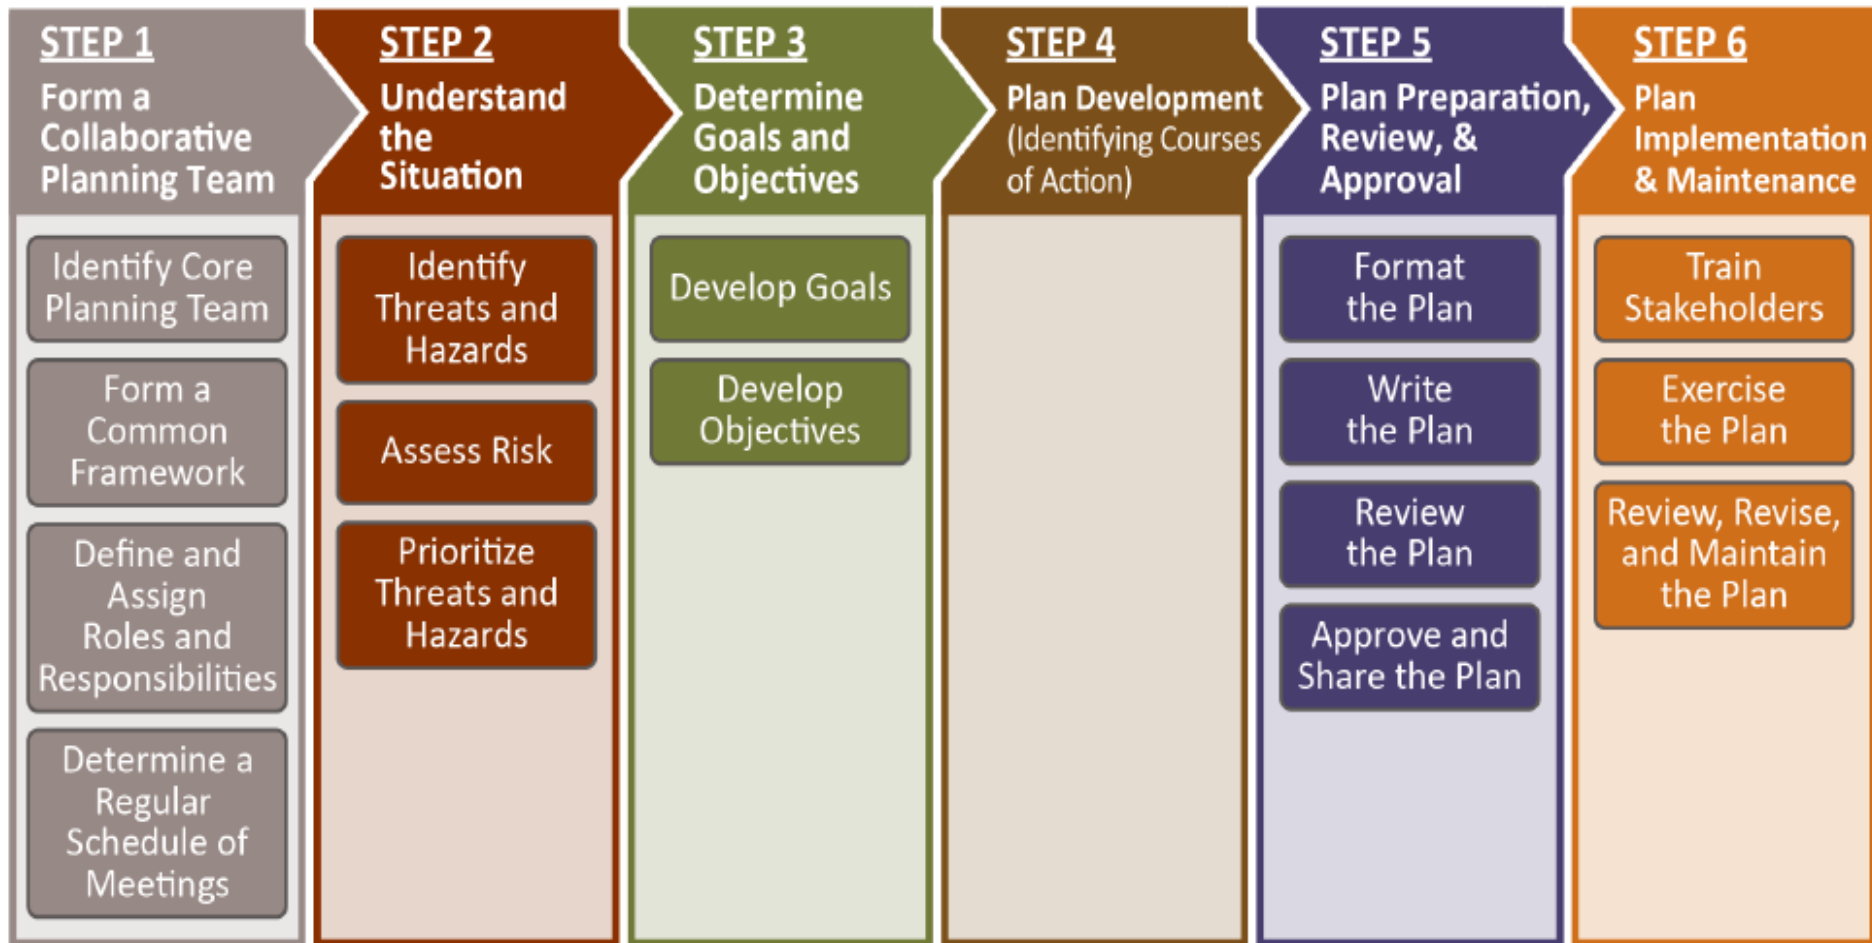 STEP 1
Form a
Collaborative
Planning Team
Identify Core
Planning Team
Form a
Common
Framework
Define and
Assign
Roles and
Responsibilities
Determine a
Regular
Schedule of
Meetings
STEP 2
Understand
the
Situation
Identify
Threats and
Hazards
Assess Risk
Prioritize
Threats and
Hazards
STEP 3
Determine
Goals and
Objectives
Develop Goals
Develop
Objectives
STEP 4
Plan Development
(Identifying Courses
of Action)
STEP 5
Plan Preparation,
Review, &
Approval
Format
the Plan
Write
the Plan
Review
the Plan
Approve and
Share the Plan
STEP 6
Plan
Implementation
& Maintenance
Train
Stakeholders
Exercise
the Plan
Review, Revise,
and Maintain
the Plan